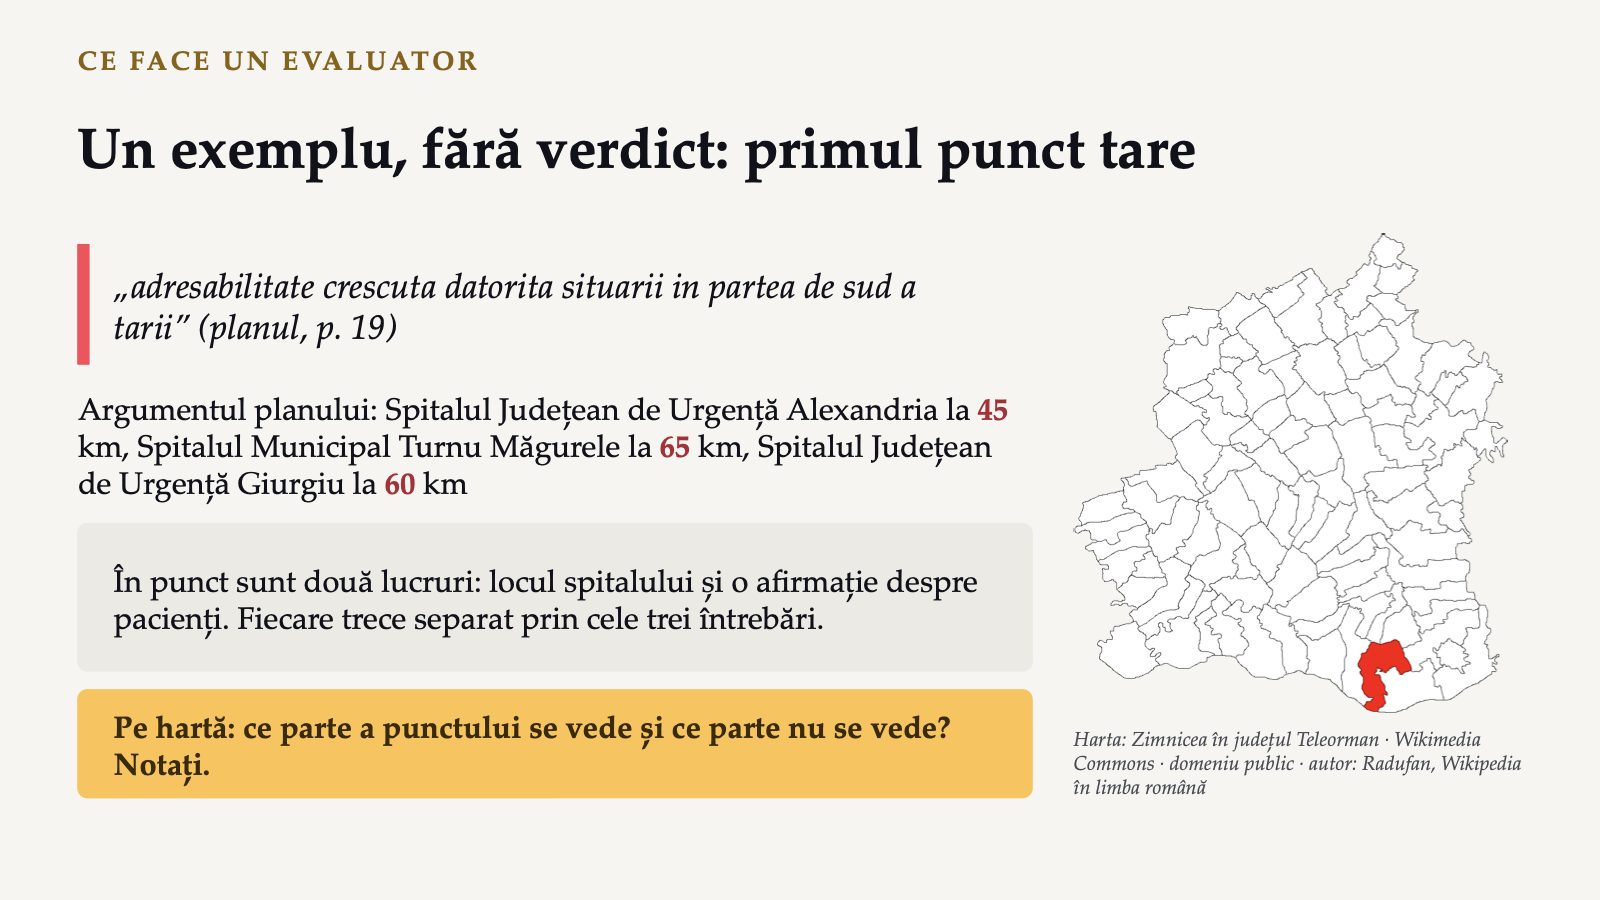 CE FACE UN EVALUATOR
Un exemplu, fără verdict: primul punct tare
„adresabilitate crescuta datorita situarii in partea de sud a
tarii” (planul, p. 19)
Argumentul planului: Spitalul Județean de Urgență Alexandria la 45
km, Spitalul Municipal Turnu Măgurele la 65 km, Spitalul Județean
de Urgență Giurgiu la 60 km
În punct sunt două lucruri: locul spitalului și o afirmație despre
pacienți. Fiecare trece separat prin cele trei întrebări.
Pe hartă: ce parte a punctului se vede și ce parte nu se vede?
Notați.
Harta: Zimnicea în județul Teleorman · Wikimedia
Commons · domeniu public · autor: Radufan, Wikipedia
în limba română